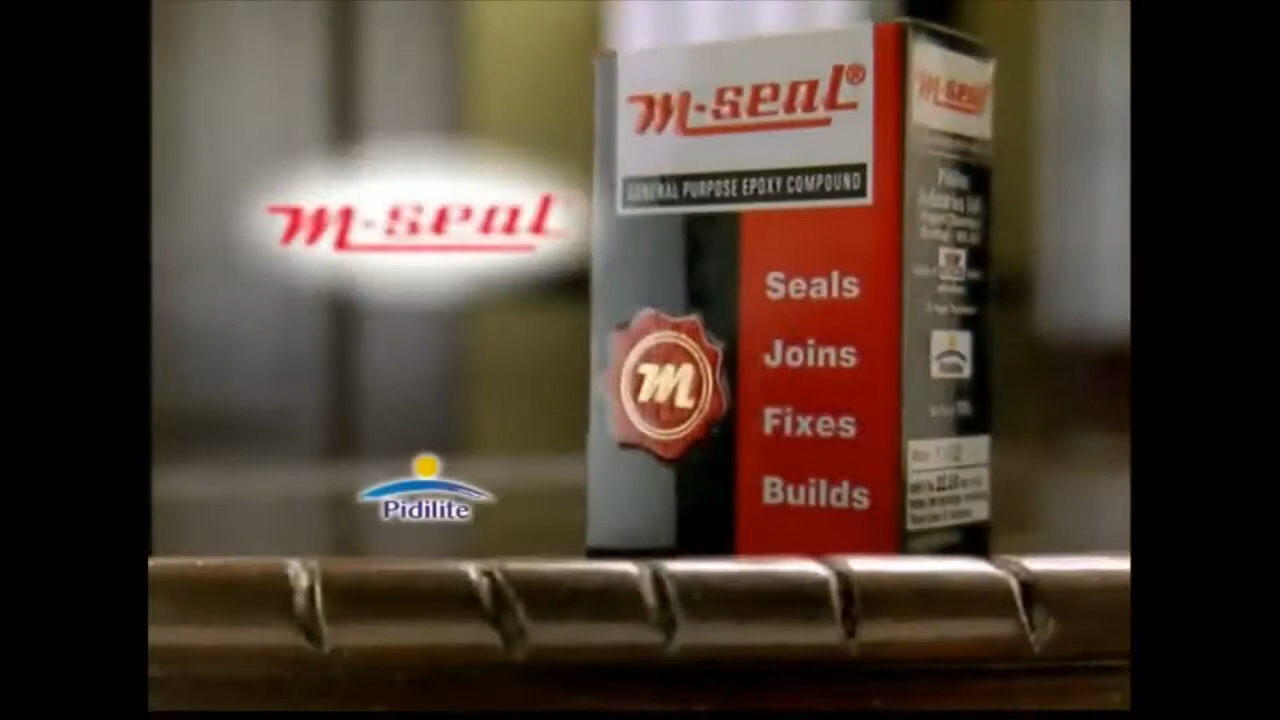 m-seal®
GENERAL PURPOSE EPOXY COMPOUND
Seals
Joins
Fixes
Builds
m
m-seal
m-seal
Pidilite